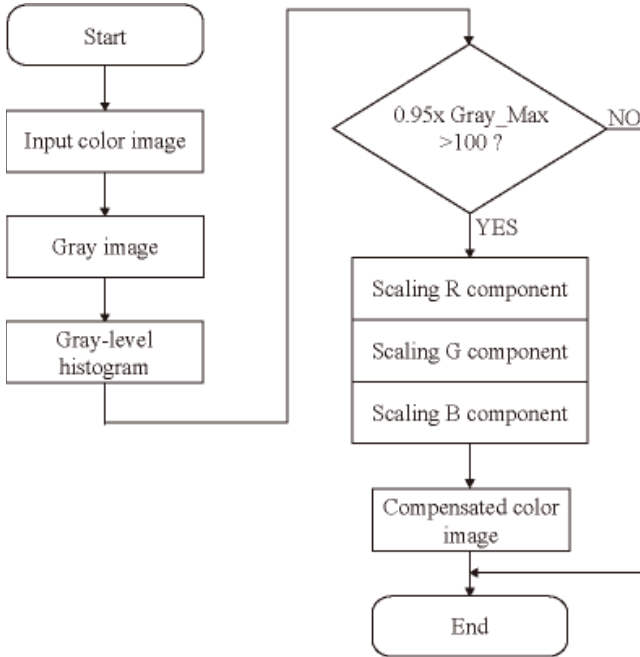 Start
Input color image
Gray image
Gray-level
histogram
0.95x Gray_Max
>100 ?
NO
YES
Scaling R component
Scaling G component
Scaling B component
Compensated color
image
End